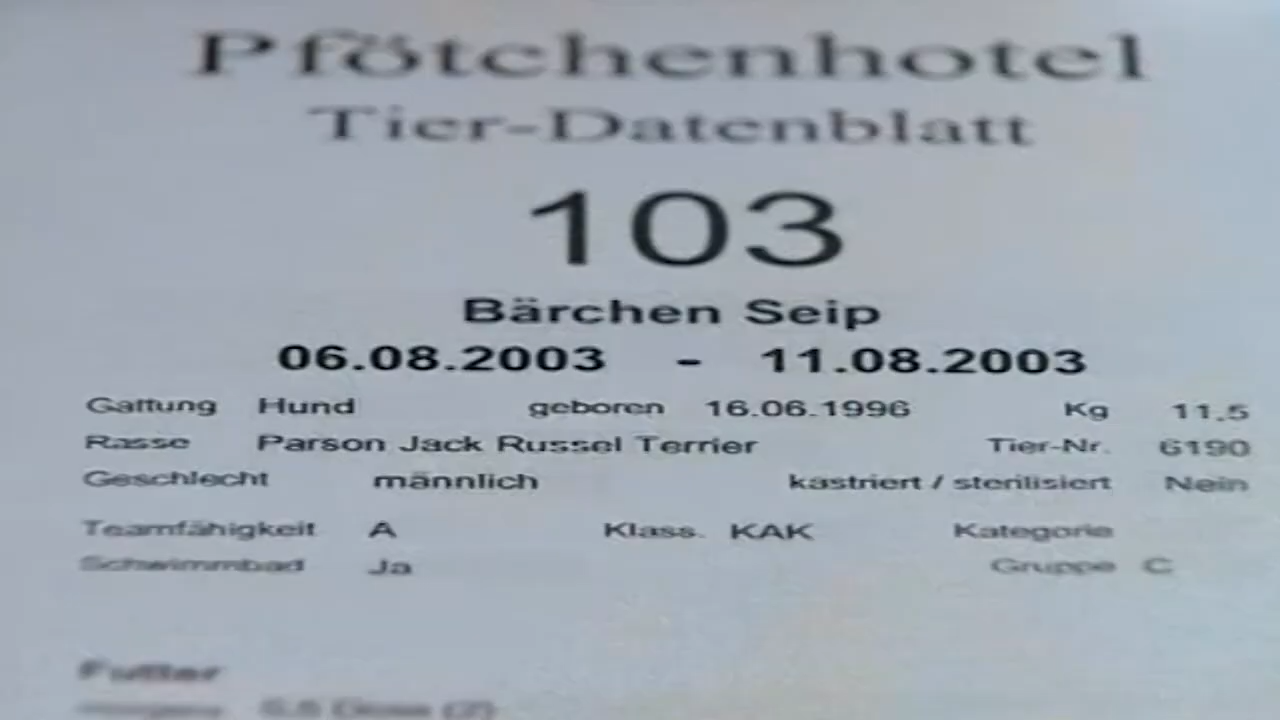 Pfötchenhotel
Tier-Datenblatt
103
Bärchen Seip
06.08.2003 - 11.08.2003
Gattung Hund geboren 16.06.1996 Kg 11.5
Rasse Parson Jack Russel Terrier Tier-Nr. 6190
Geschlecht männlich kastriert / sterilisiert Nein
Teamfähigkeit A Klass. KAK Kategorie
Schwimmbad Ja Gruppe C
Futter